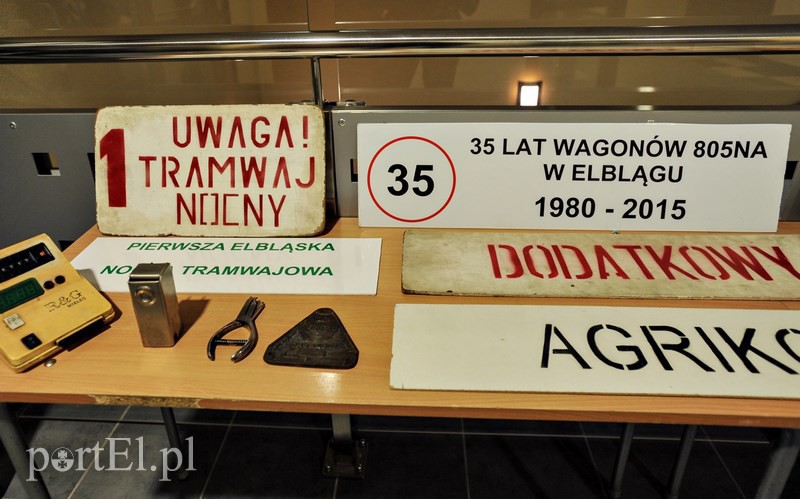 1
UWAGA!
TRAMWAJ
NOCNY
35
35 LAT WAGONÓW 805NA
W ELBLĄGU
1980 - 2015
PIERWSZA ELBLĄSKA
TRAMWAJOWA
DODATKOWY
AGRIKO
R&G
MIELEC
portEl.pl